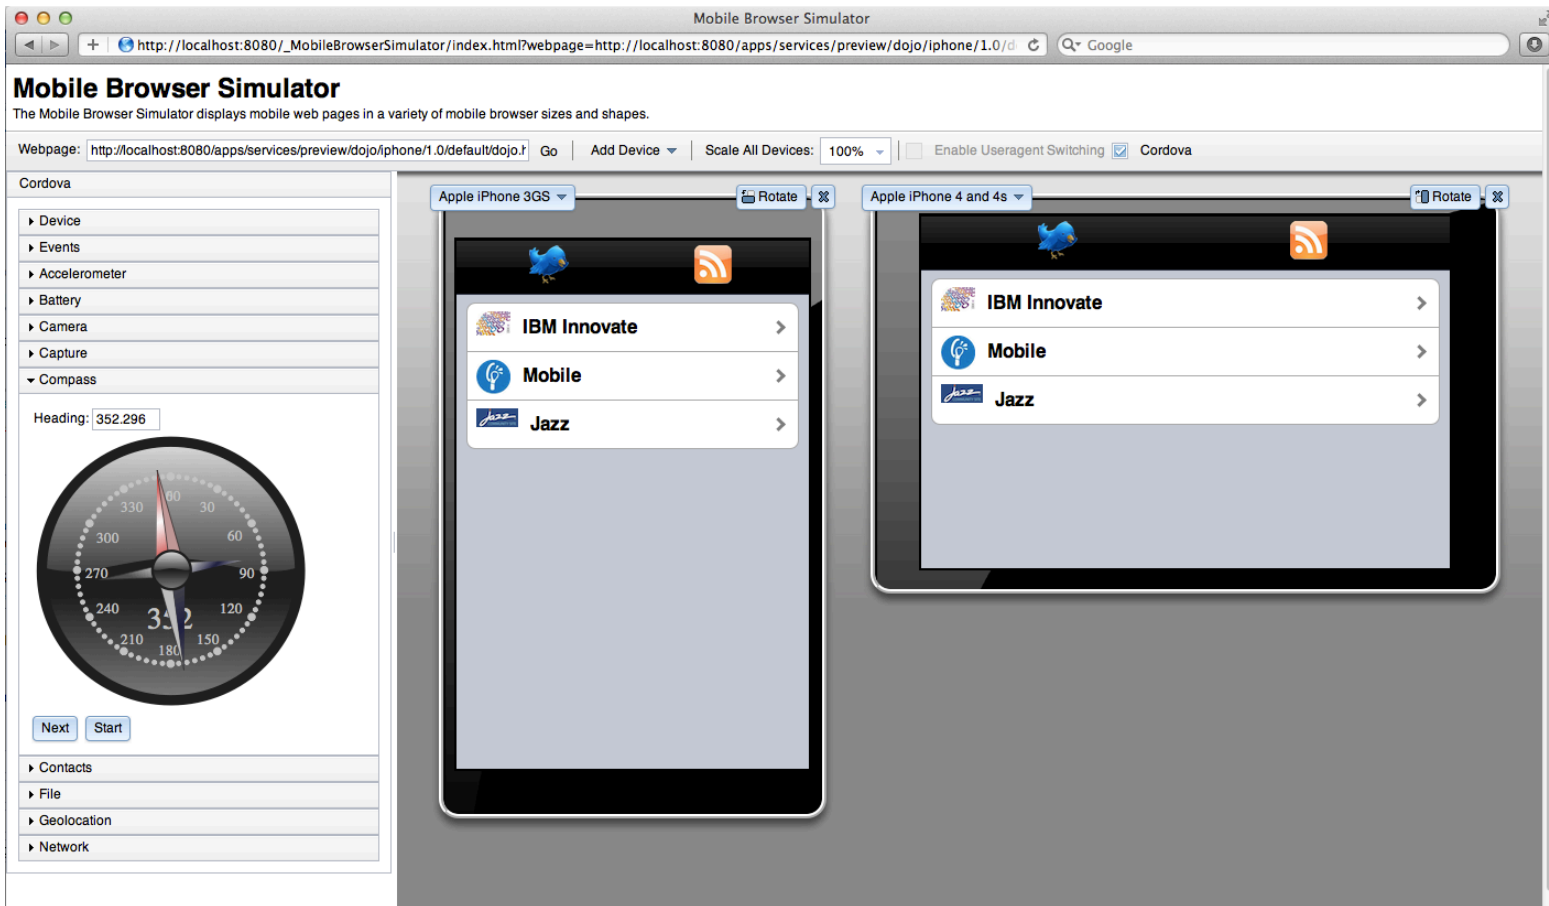 Mobile Browser Simulator
http://localhost:8080/_MobileBrowserSimulator/index.html?webpage=http://localhost:8080/apps/services/preview/dojo/iphone/1.0/d
Google
Mobile Browser Simulator
The Mobile Browser Simulator displays mobile web pages in a variety of mobile browser sizes and shapes.
Webpage: http://localhost:8080/apps/services/preview/dojo/iphone/1.0/default/dojo.h Go Add Device Scale All Devices: 100% Enable Useragent Switching Cordova
Cordova
Device
Events
Accelerometer
Battery
Camera
Capture
Compass
Heading: 352.296
330 60 30
300 60
270 90
240 352 120
210 180 150
Next Start
Contacts
File
Geolocation
Network
Apple iPhone 3GS Rotate
IBM Innovate
Mobile
Jazz
Apple iPhone 4 and 4s Rotate
IBM Innovate
Mobile
Jazz